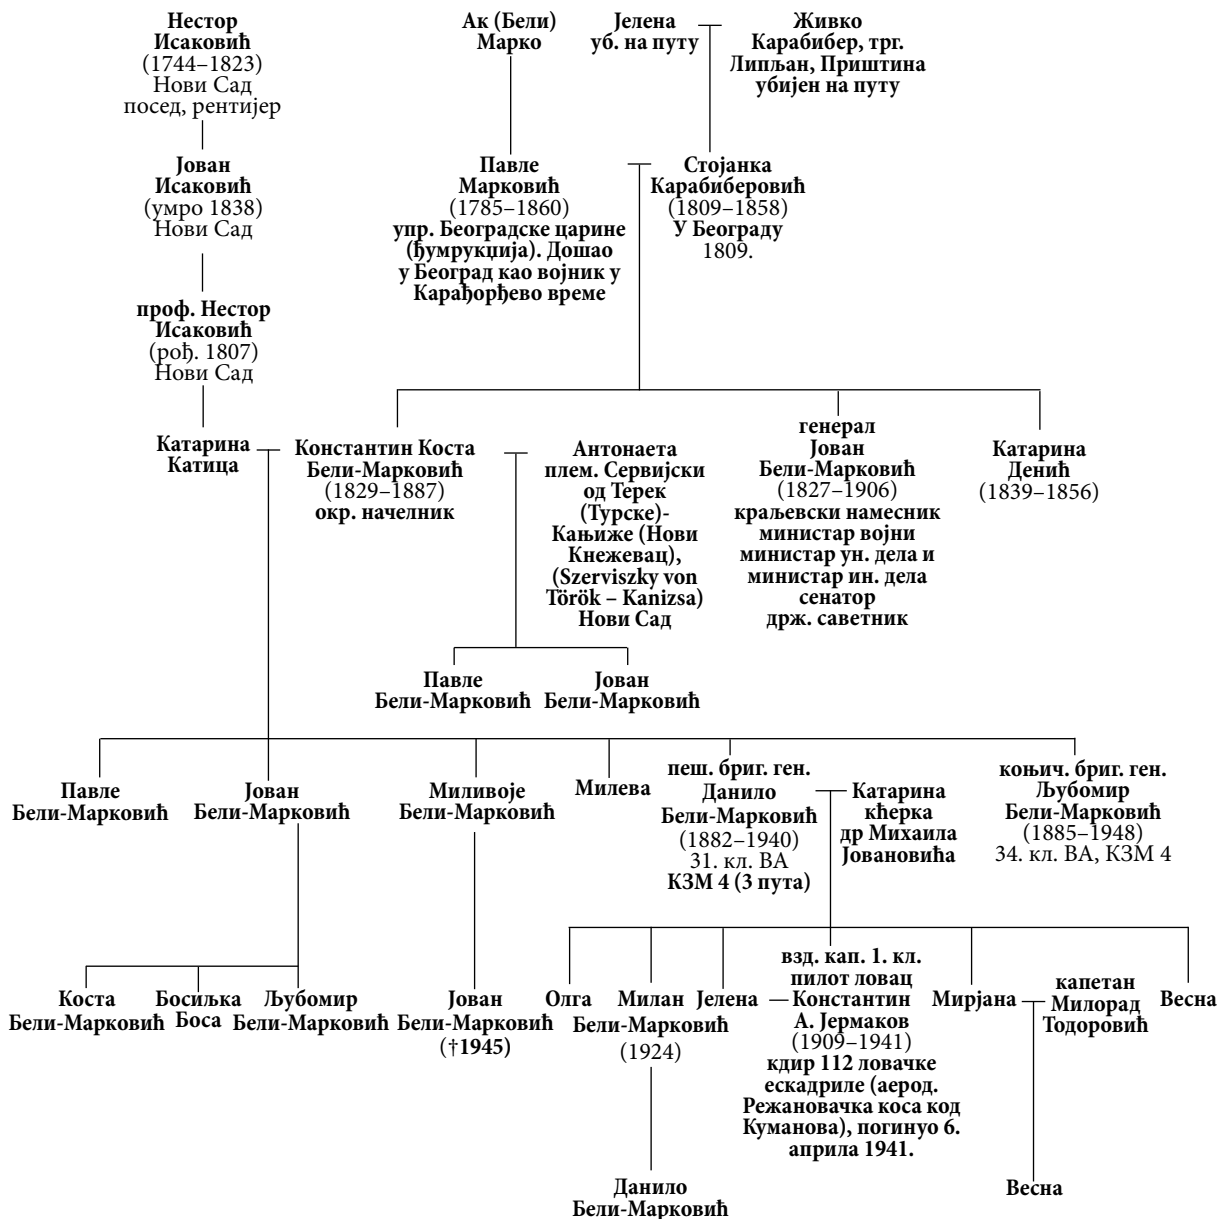 Нестор
Исаковић
(1744–1823)
Нови Сад
посед, рентијер
Ак (Бели)
Марко
Јелена
уб. на путу
Живко
Карабибер, трг.
Липљан, Приштина
убијен на путу
Јован
Исаковић
(умро 1838)
Нови Сад
Павле
Марковић
(1785–1860)
упр. Београдске царине
(ђумрукџија). Дошао
у Београд као војник у
Карађорђево време
Стојанка
Карабиберовић
(1809–1858)
У Београду
1809.
проф. Нестор
Исаковић
(рођ. 1807)
Нови Сад
Катарина
Катица
Константин Коста
Бели-Марковић
(1829–1887)
окр. начелник
Антонаета
плем. Сервијски
од Терек
(Турске)-
Кањиже (Нови
Кнежевац),
(Szerviszky von
Török – Kanizsa)
Нови Сад
генерал
Јован
Бели-Марковић
(1827–1906)
краљевски намесник
министар војни
министар ун. дела и
министар ин. дела
сенатор
држ. саветник
Катарина
Денић
(1839–1856)
Павле
Бели-Марковић
Јован
Бели-Марковић
Павле
Бели-Марковић
Јован
Бели-Марковић
Миливоје
Бели-Марковић
Милева
пеш. бриг. ген.
Данило
Бели-Марковић
(1882–1940)
31. кл. ВА
КЗМ 4 (3 пута)
Катарина
кћерка
др Михаила
Јовановића
коњич. бриг. ген.
Љубомир
Бели-Марковић
(1885–1948)
34. кл. ВА, КЗМ 4
Коста
Бели-Марковић
Босиљка
Боса
Љубомир
Бели-Марковић
Јован
Бели-Марковић
(†1945)
Олга
Милан
Бели-Марковић
(1924)
Јелена
взд. кап. 1. кл.
пилот ловац
Константин
А. Јермаков
(1909–1941)
кдир 112 ловачке
ескадриле (аерод.
Режановачка коса код
Куманова), погинуо 6.
априла 1941.
Мирјана
капетан
Милорад
Тодоровић
Весна
Данило
Бели-Марковић
Весна